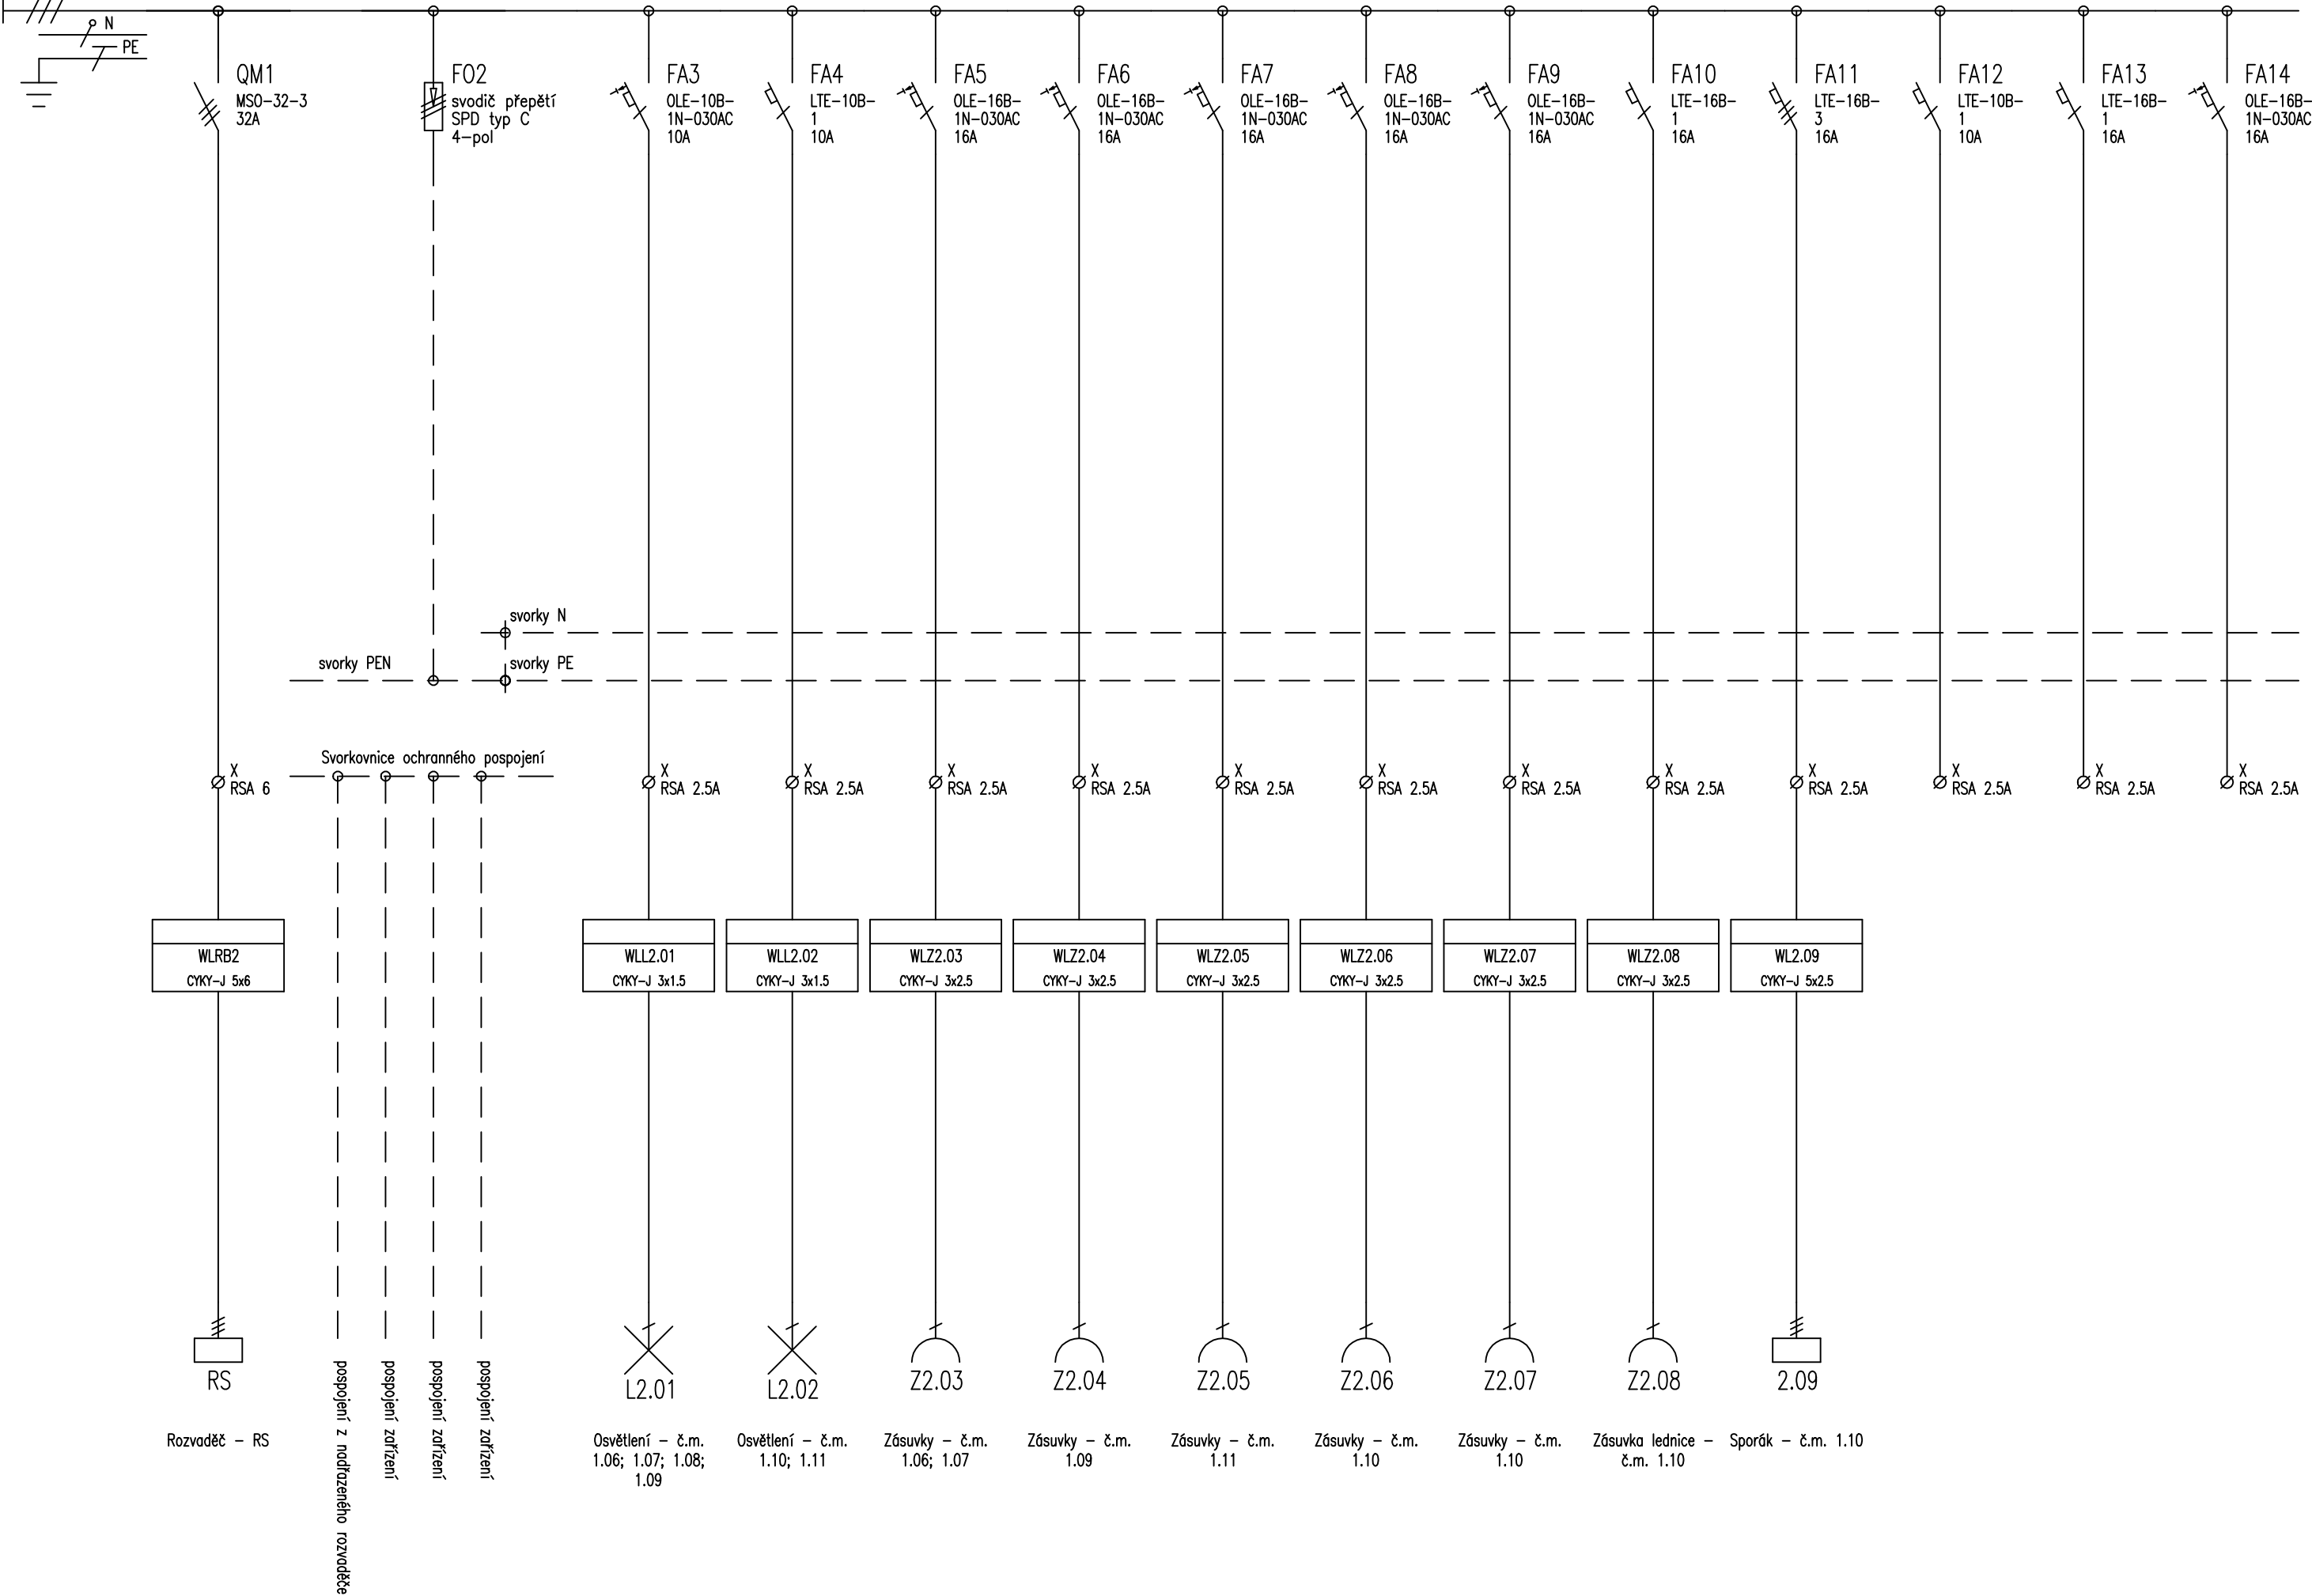 N
PE
QM1
MSO-32-3
32A
FO2
svodič přepětí
SPD typ C
4-pol
FA3
OLE-10B-
1N-030AC
10A
FA4
LTE-10B-
1
10A
FA5
OLE-16B-
1N-030AC
16A
FA6
OLE-16B-
1N-030AC
16A
FA7
OLE-16B-
1N-030AC
16A
FA8
OLE-16B-
1N-030AC
16A
FA9
OLE-16B-
1N-030AC
16A
FA10
LTE-16B-
1
16A
FA11
LTE-16B-
3
16A
FA12
LTE-10B-
1
10A
FA13
LTE-16B-
1
16A
FA14
OLE-16B-
1N-030AC
16A
svorky N
svorky PEN
svorky PE
Svorkovnice ochranného pospojení
X
RSA 6
X
RSA 2.5A
X
RSA 2.5A
X
RSA 2.5A
X
RSA 2.5A
X
RSA 2.5A
X
RSA 2.5A
X
RSA 2.5A
X
RSA 2.5A
X
RSA 2.5A
X
RSA 2.5A
X
RSA 2.5A
X
RSA 2.5A
WLRB2
CYKY-J 5x6
WLL2.01
CYKY-J 3x1.5
WLL2.02
CYKY-J 3x1.5
WLZ2.03
CYKY-J 3x2.5
WLZ2.04
CYKY-J 3x2.5
WLZ2.05
CYKY-J 3x2.5
WLZ2.06
CYKY-J 3x2.5
WLZ2.07
CYKY-J 3x2.5
WLZ2.08
CYKY-J 3x2.5
WL2.09
CYKY-J 5x2.5
RS
Rozvaděč - RS
pospojení z nadřazeného rozvaděče
pospojení zařízení
pospojení zařízení
pospojení zařízení
L2.01
Osvětlení - č.m.
1.06; 1.07; 1.08;
1.09
L2.02
Osvětlení - č.m.
1.10; 1.11
Z2.03
Zásuvky - č.m.
1.06; 1.07
Z2.04
Zásuvky - č.m.
1.09
Z2.05
Zásuvky - č.m.
1.11
Z2.06
Zásuvky - č.m.
1.10
Z2.07
Zásuvky - č.m.
1.10
Z2.08
Zásuvka lednice -
č.m. 1.10
2.09
Sporák - č.m. 1.10